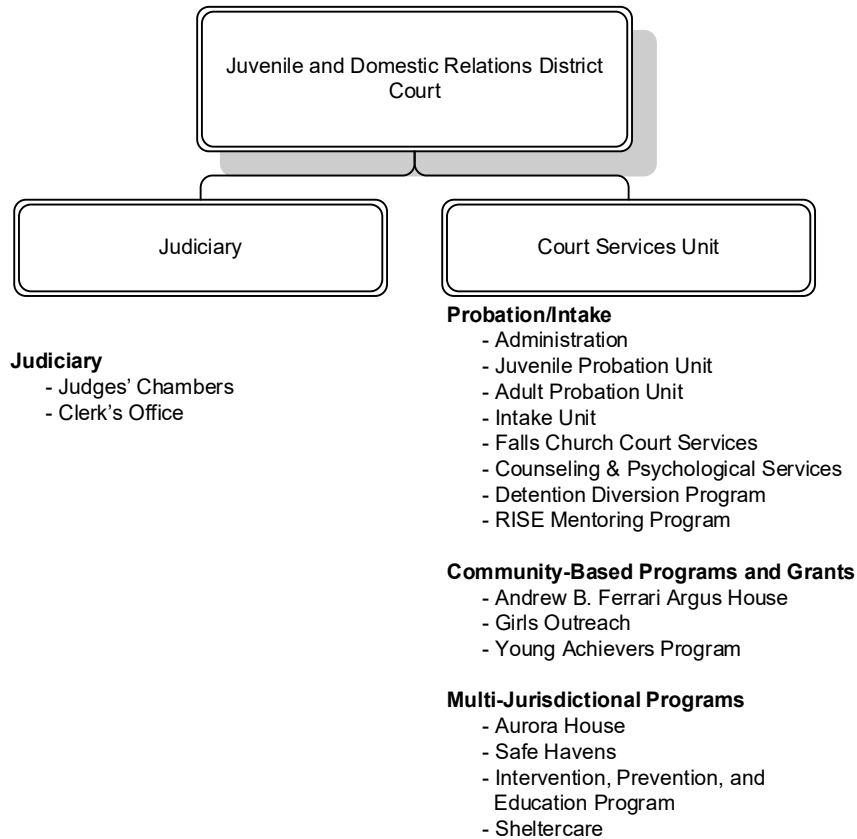 Juvenile and Domestic Relations District
Court
Judiciary
Court Services Unit
Judiciary
- Judges’ Chambers
- Clerk’s Office
Probation/Intake
- Administration
- Juvenile Probation Unit
- Adult Probation Unit
- Intake Unit
- Falls Church Court Services
- Counseling & Psychological Services
- Detention Diversion Program
- RISE Mentoring Program
Community-Based Programs and Grants
- Andrew B. Ferrari Argus House
- Girls Outreach
- Young Achievers Program
Multi-Jurisdictional Programs
- Aurora House
- Safe Havens
- Intervention, Prevention, and
Education Program
- Sheltercare